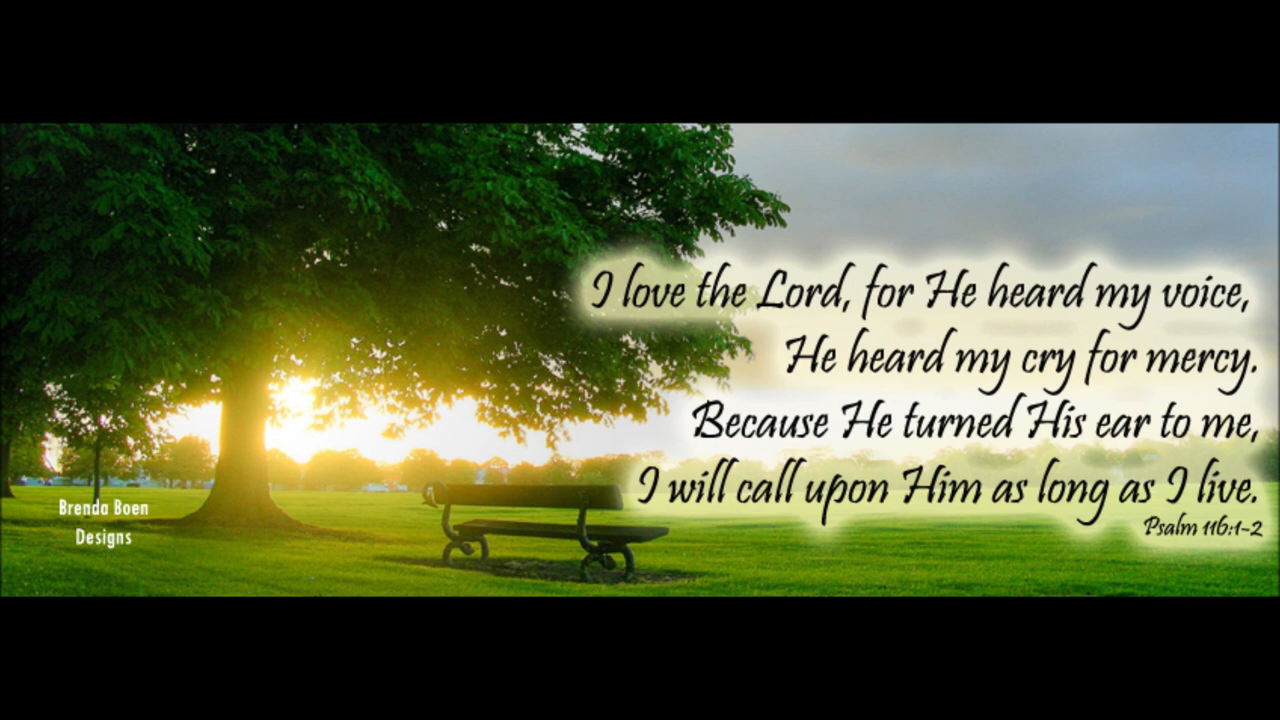 I love the Lord, for He heard my voice,
He heard my cry for mercy.
Because He turned His ear to me,
I will call upon Him as long as I live.
Psalm 116:1-2
Brenda Boen
Designs